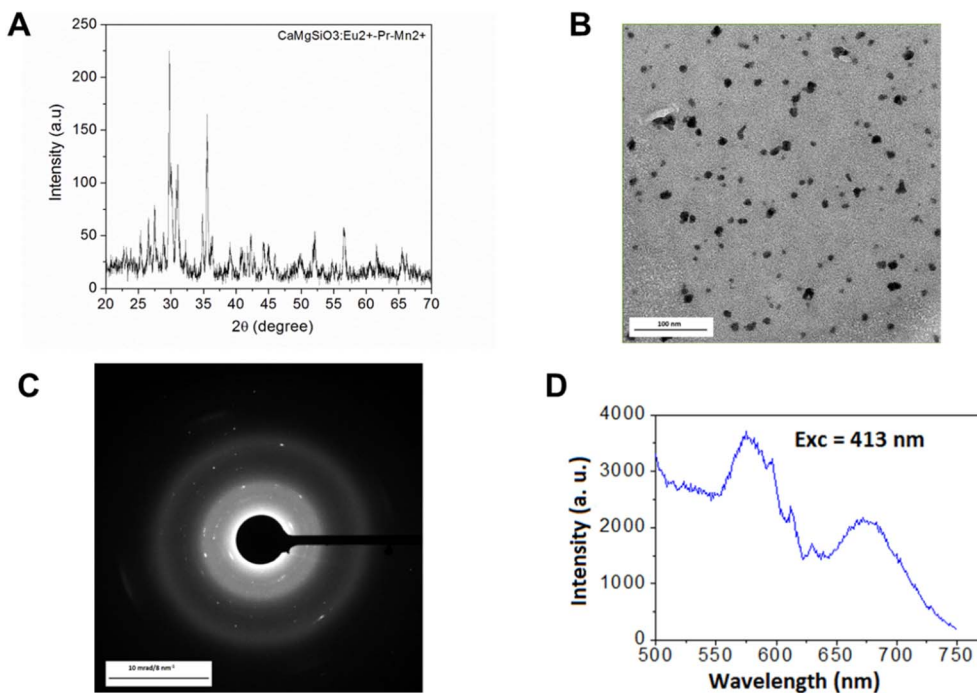 A
CaMgSiO3:Eu2+-Pr-Mn2+
250
200
150
100
50
0
Intensity (a.u)
20 25 30 35 40 45 50 55 60 65 70
2θ (degree)
B
100 nm
C
10 mrad/8 nm⁻¹
D
Exc = 413 nm
4000
3000
2000
1000
0
Intensity (a. u.)
500 550 600 650 700 750
Wavelength (nm)